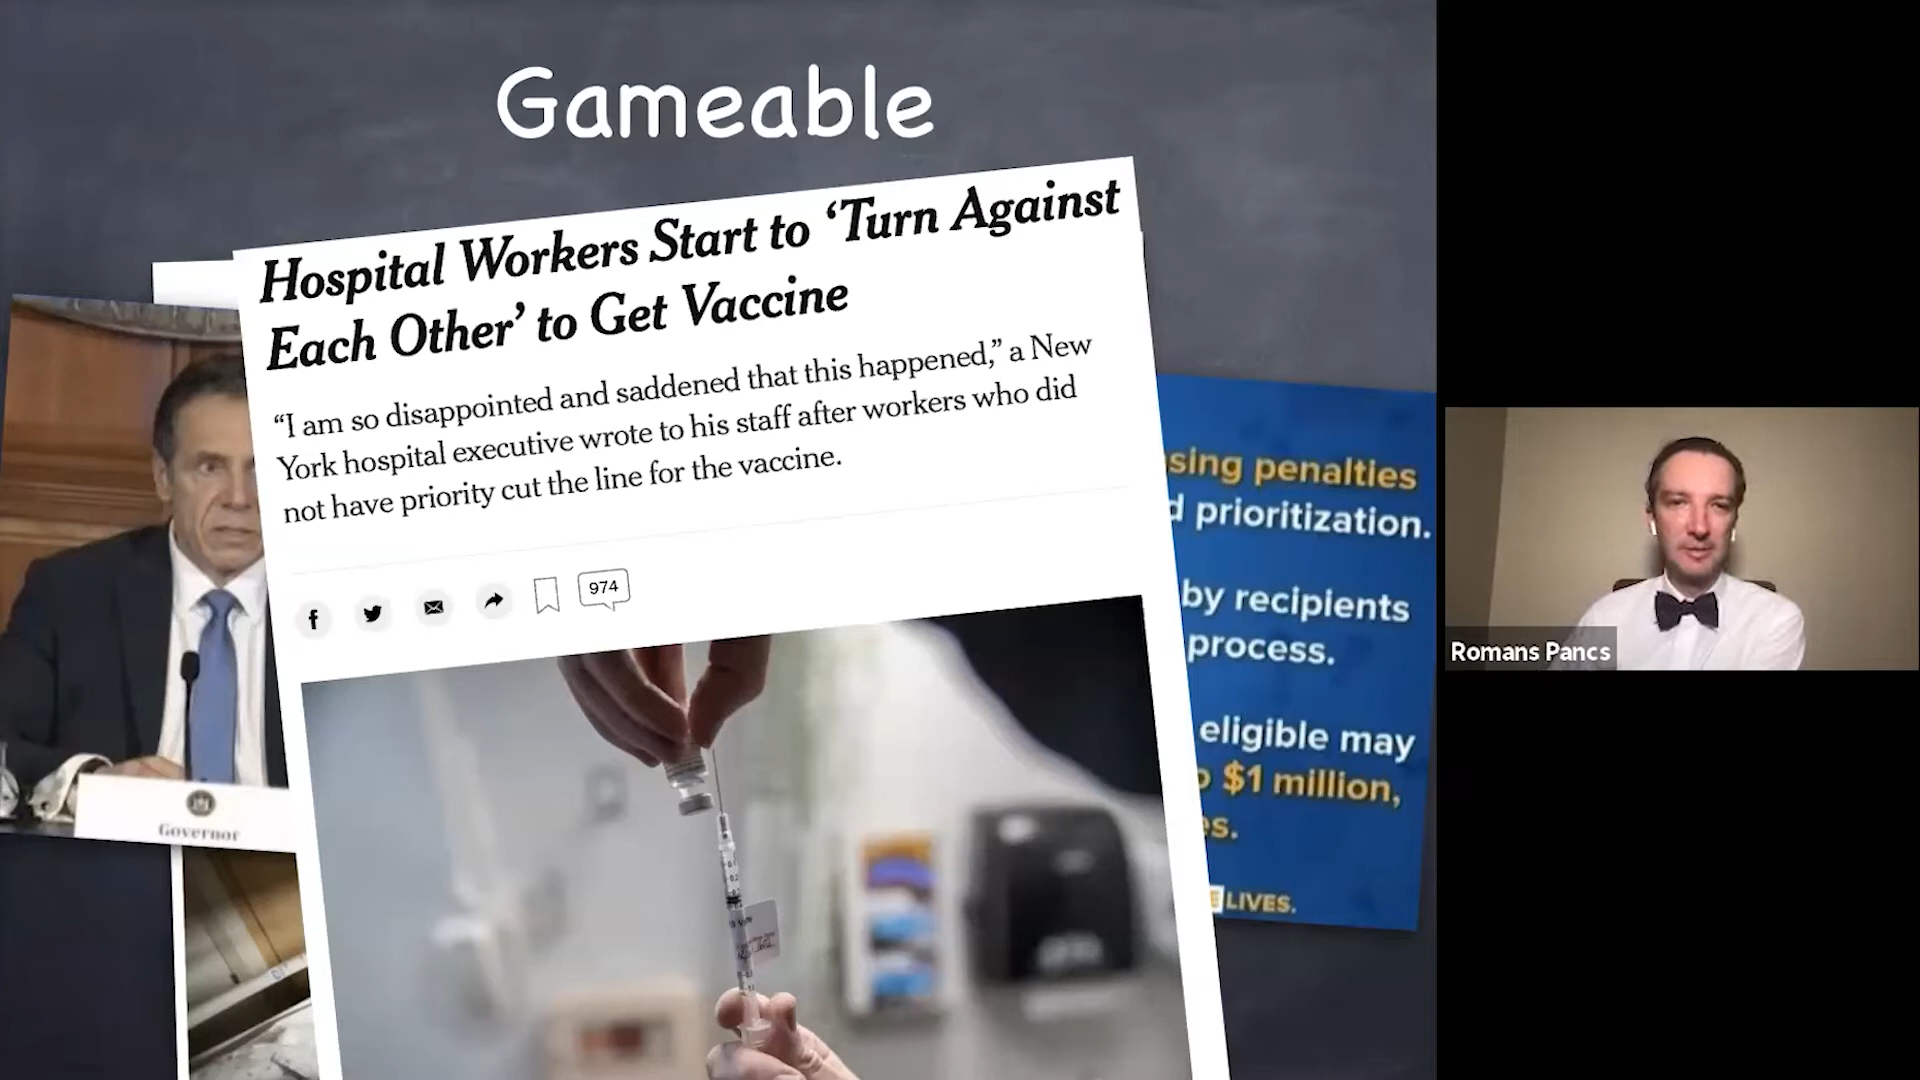 Gameable
Hospital Workers Start to ‘Turn Against
Each Other’ to Get Vaccine
“I am so disappointed and saddened that this happened,” a New
York hospital executive wrote to his staff after workers who did
not have priority cut the line for the vaccine.
974
Governor
penalties
prioritization.
by recipients
process.
eligible may
$1 million,
LIVES.
Romans Pancs